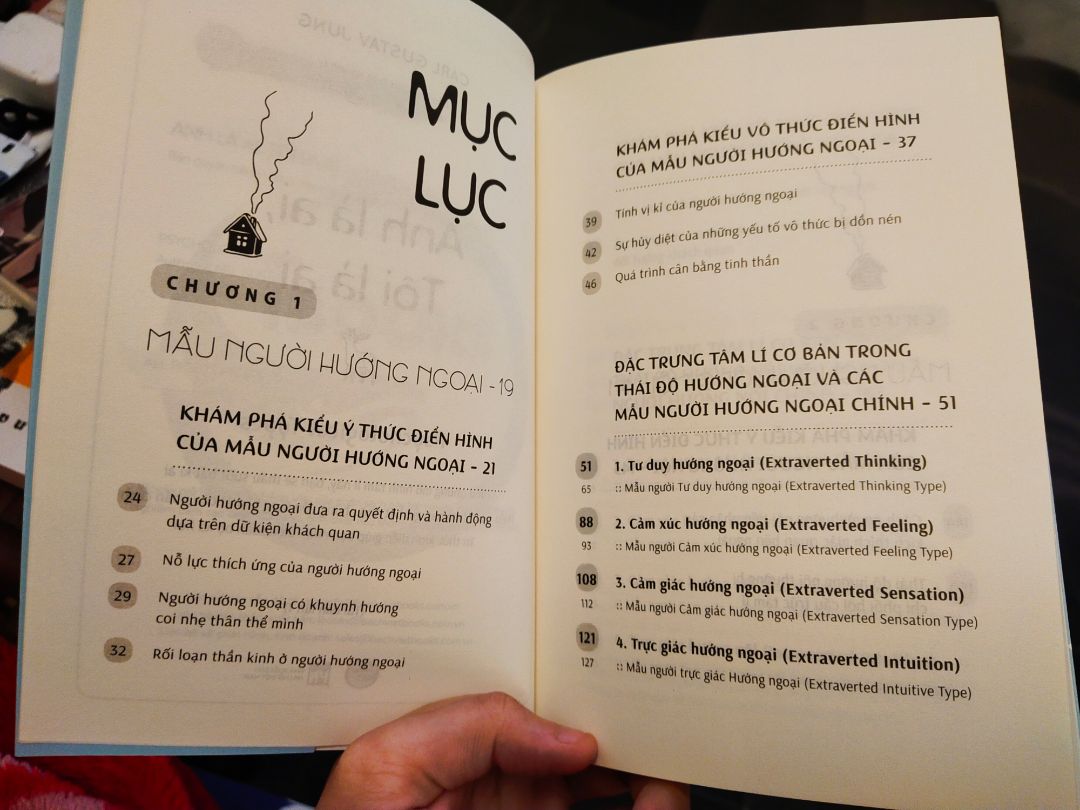 MỤC
LỤC
CHƯƠNG 1
MẪU NGƯỜI HƯỚNG NGOẠI - 19
KHÁM PHÁ KIỂU Ý THỨC ĐIỂN HÌNH
CỦA MẪU NGƯỜI HƯỚNG NGOẠI - 21
24 Người hướng ngoại đưa ra quyết định và hành động
dựa trên dữ kiện khách quan
27 Nỗ lực thích ứng của người hướng ngoại
29 Người hướng ngoại có khuynh hướng
coi nhẹ thân thể mình
32 Rối loạn thần kinh ở người hướng ngoại
KHÁM PHÁ KIỂU VÔ THỨC ĐIỂN HÌNH
CỦA MẪU NGƯỜI HƯỚNG NGOẠI - 37
39 Tính vị kỉ của người hướng ngoại
42 Sự hủy diệt của những yếu tố vô thức bị dồn nén
46 Quá trình cân bằng tinh thần
ĐẶC TRƯNG TÂM LÍ CƠ BẢN TRONG
THÁI ĐỘ HƯỚNG NGOẠI VÀ CÁC
MẪU NGƯỜI HƯỚNG NGOẠI CHÍNH - 51
51 1. Tư duy hướng ngoại (Extraverted Thinking)
65 :: Mẫu người Tư duy hướng ngoại (Extraverted Thinking Type)
88 2. Cảm xúc hướng ngoại (Extraverted Feeling)
93 :: Mẫu người Cảm xúc hướng ngoại (Extraverted Feeling Type)
108 3. Cảm giác hướng ngoại (Extraverted Sensation)
112 :: Mẫu người Cảm giác hướng ngoại (Extraverted Sensation Type)
121 4. Trực giác hướng ngoại (Extraverted Intuition)
127 :: Mẫu người trực giác Hướng ngoại (Extraverted Intuitive Type)